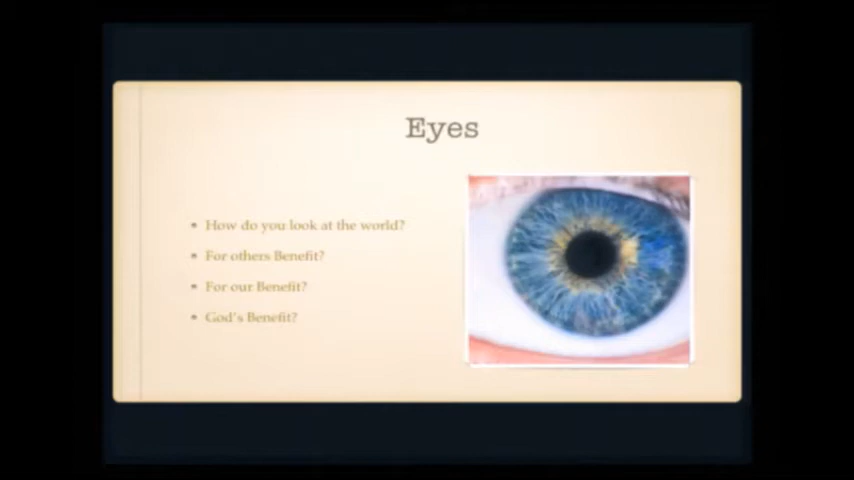 Eyes
How do you look at the world?
For others Benefit?
For our Benefit?
God's Benefit?